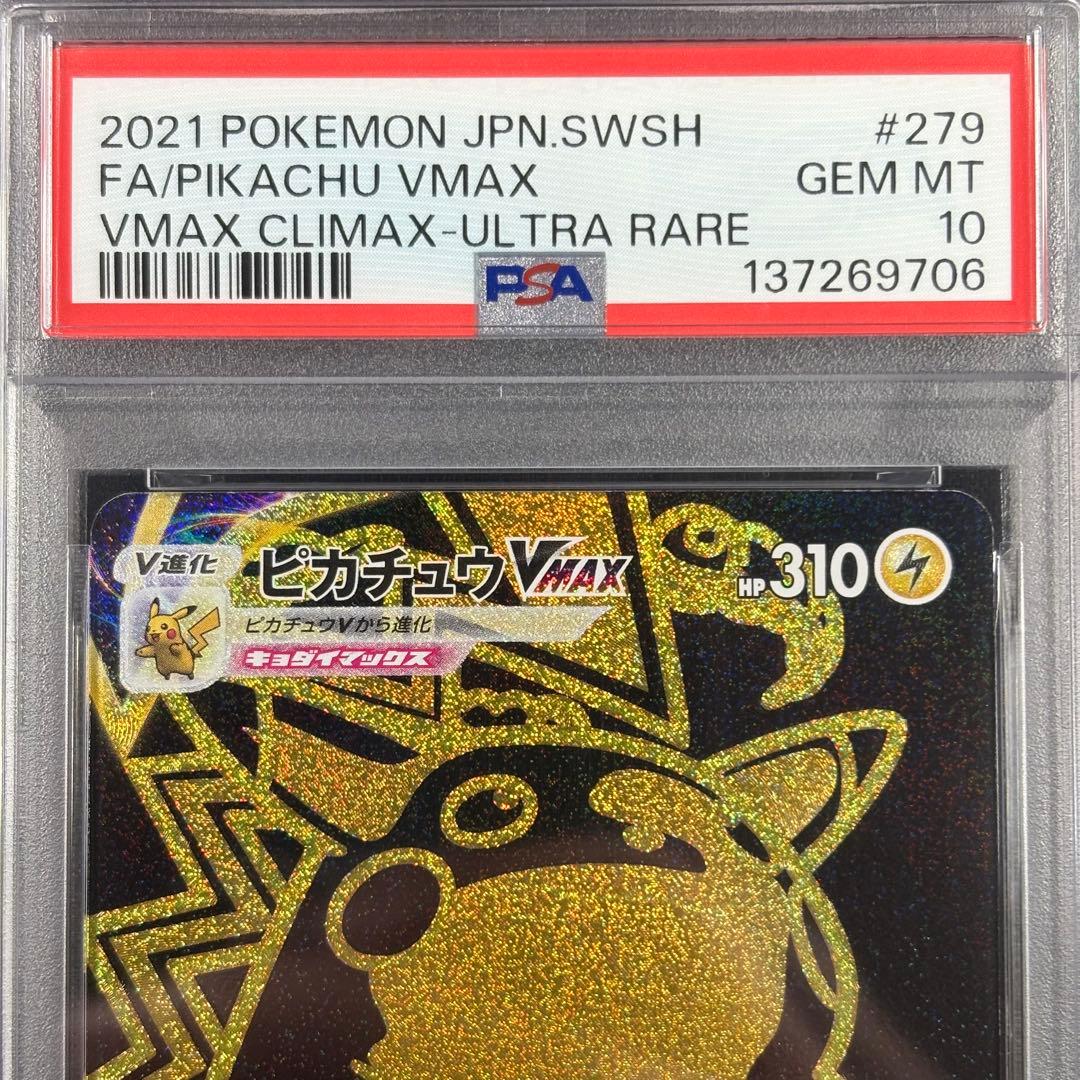 2021 POKEMON JPN.SWSH #279
FA/PIKACHU VMAX GEM MT
VMAX CLIMAX-ULTRA RARE 10
PSA 137269706
V進化 ピカチュウVMAX HP310
ピカチュウVから進化
キョダイマックス